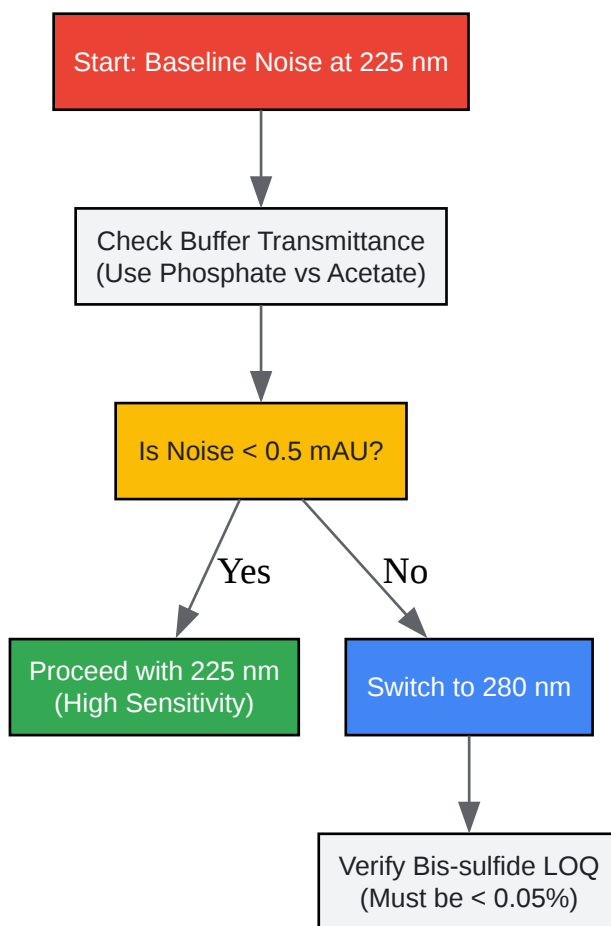 Start: Baseline Noise at 225 nm
Check Buffer Transmittance
(Use Phosphate vs Acetate)
Is Noise < 0.5 mAU?
Yes
No
Proceed with 225 nm
(High Sensitivity)
Switch to 280 nm
Verify Bis-sulfide LOQ
(Must be < 0.05%)